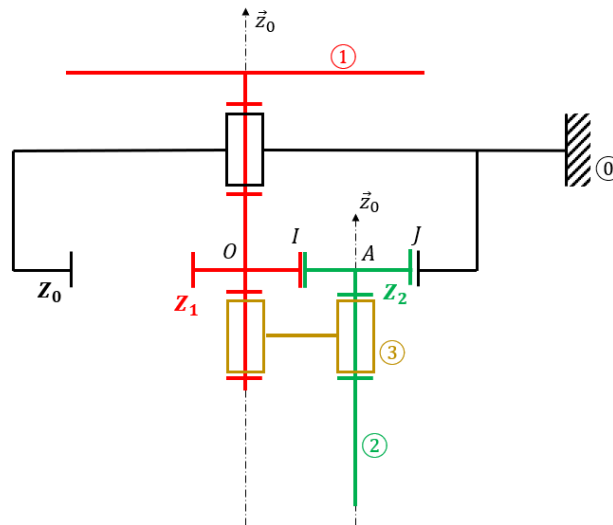 z⃗₀
①
⓪
z⃗₀
O I A J
Z₀ Z₁ Z₂
③
②